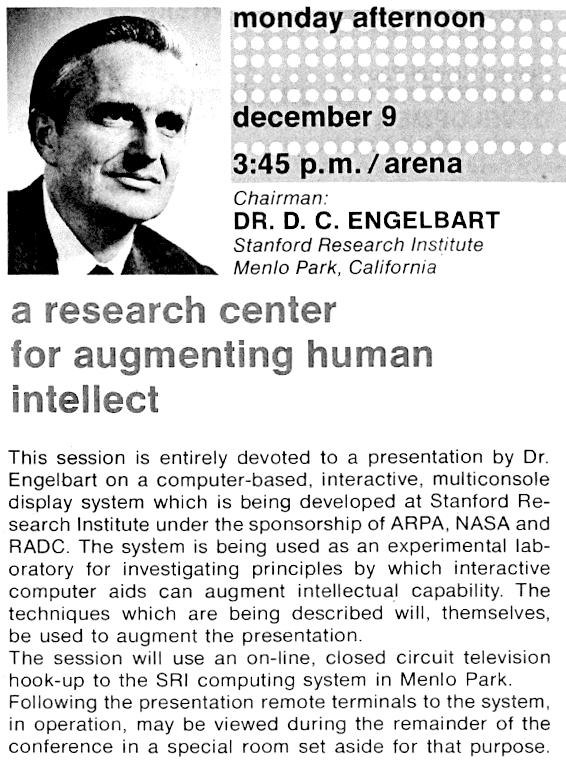 monday afternoon
december 9
3:45 p.m. / arena
Chairman:
DR. D. C. ENGELBART
Stanford Research Institute
Menlo Park, California
a research center
for augmenting human
intellect
This session is entirely devoted to a presentation by Dr.
Engelbart on a computer-based, interactive, multiconsole
display system which is being developed at Stanford Re-
search Institute under the sponsorship of ARPA, NASA and
RADC. The system is being used as an experimental lab-
oratory for investigating principles by which interactive
computer aids can augment intellectual capability. The
techniques which are being described will, themselves,
be used to augment the presentation.
The session will use an on-line, closed circuit television
hook-up to the SRI computing system in Menlo Park.
Following the presentation remote terminals to the system,
in operation, may be viewed during the remainder of the
conference in a special room set aside for that purpose.